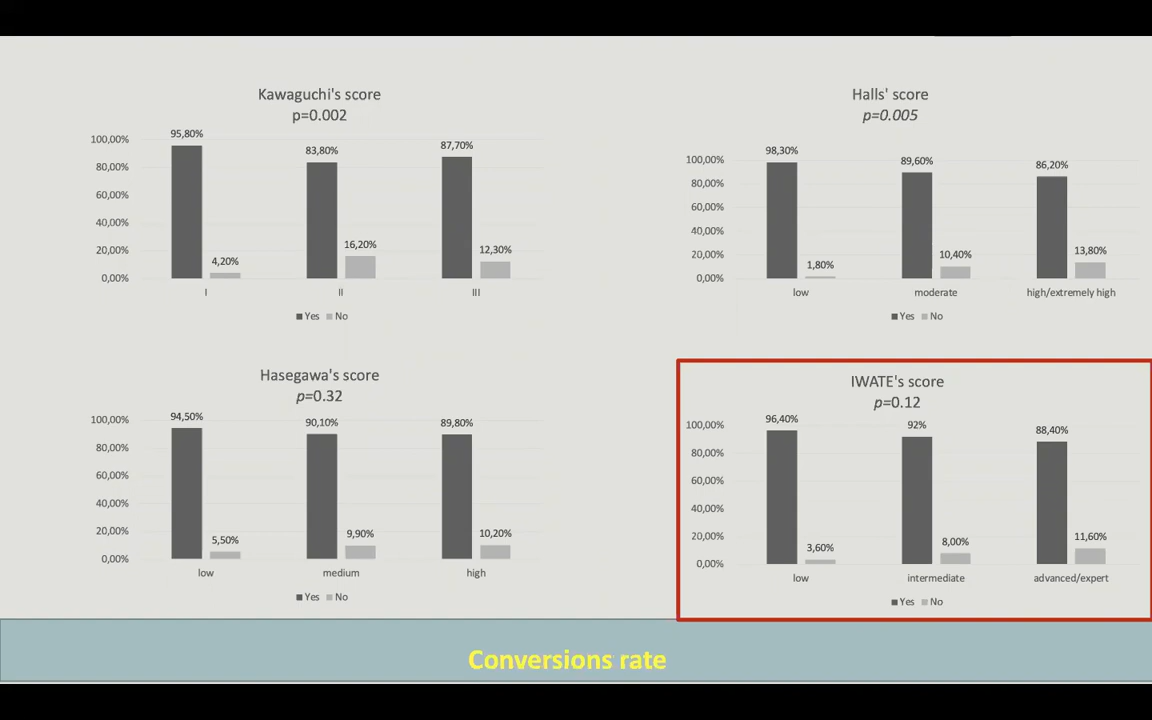 Kawaguchi's score
p=0.002
100,00%
80,00%
60,00%
40,00%
20,00%
0,00%
95,80%
4,20%
83,80%
16,20%
87,70%
12,30%
I
II
III
Yes No
Halls' score
p=0.005
100,00%
80,00%
60,00%
40,00%
20,00%
0,00%
98,30%
1,80%
89,60%
10,40%
86,20%
13,80%
low
moderate
high/extremely high
Yes No
Hasegawa's score
p=0.32
100,00%
80,00%
60,00%
40,00%
20,00%
0,00%
94,50%
5,50%
90,10%
9,90%
89,80%
10,20%
low
medium
high
Yes No
IWATE's score
p=0.12
100,00%
80,00%
60,00%
40,00%
20,00%
0,00%
96,40%
3,60%
92%
8,00%
88,40%
11,60%
low
intermediate
advanced/expert
Yes No
Conversions rate